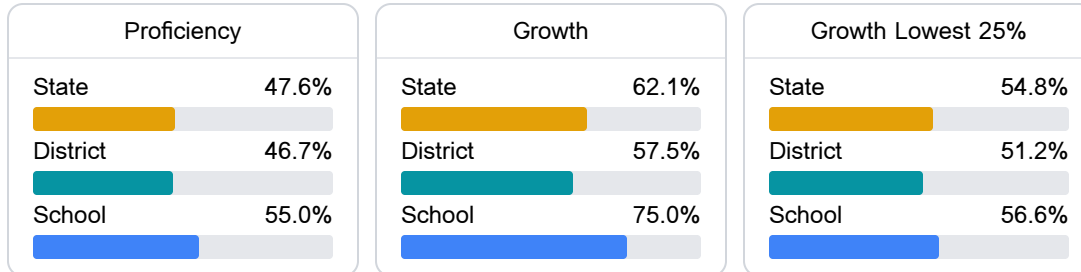 Proficiency
State 47.6%
District 46.7%
School 55.0%
Growth
State 62.1%
District 57.5%
School 75.0%
Growth Lowest 25%
State 54.8%
District 51.2%
School 56.6%